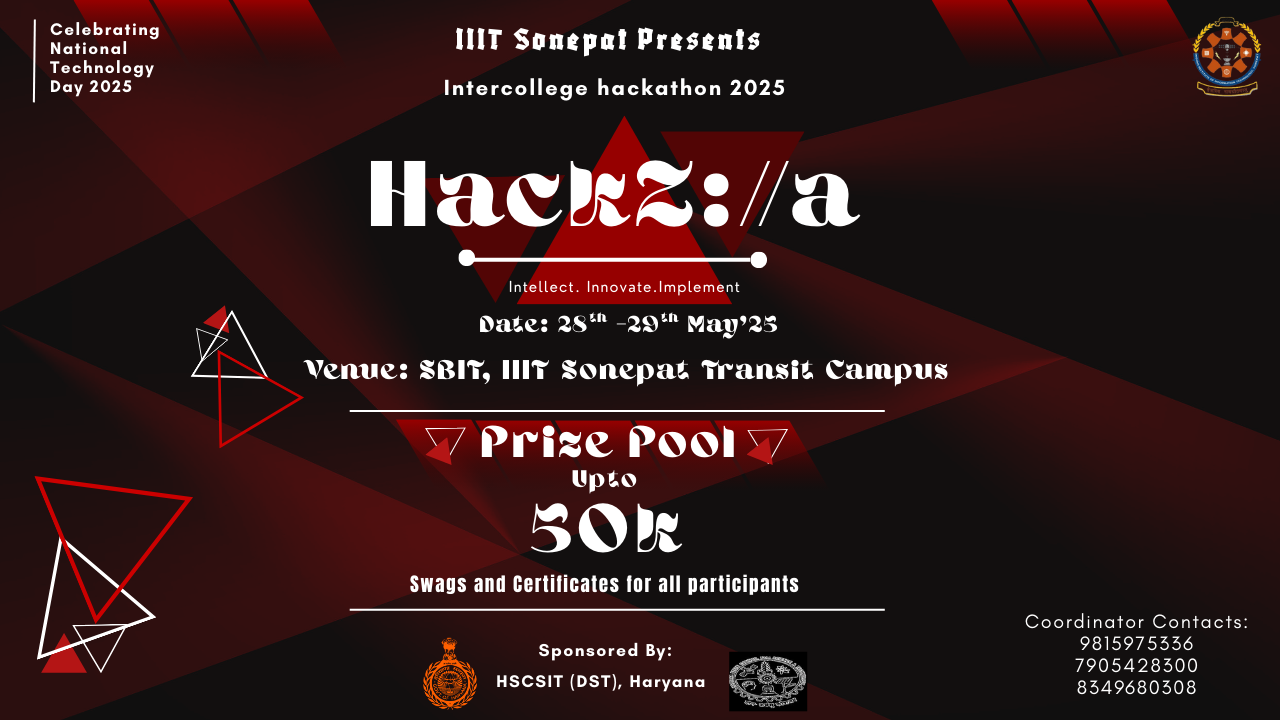 Celebrating
National
Technology
Day 2025
IIIT Sonepat Presents
Intercollege hackathon 2025
HackZ://a
Intellect. Innovate.Implement
Date: 28th -29th May'25
Venue: SBIT, IIIT Sonepat Transit Campus
Prize Pool
Upto
50k
Swags and Certificates for all participants
Sponsored By:
HSCSIT (DST), Haryana
Coordinator Contacts:
9815975336
7905428300
8349680308